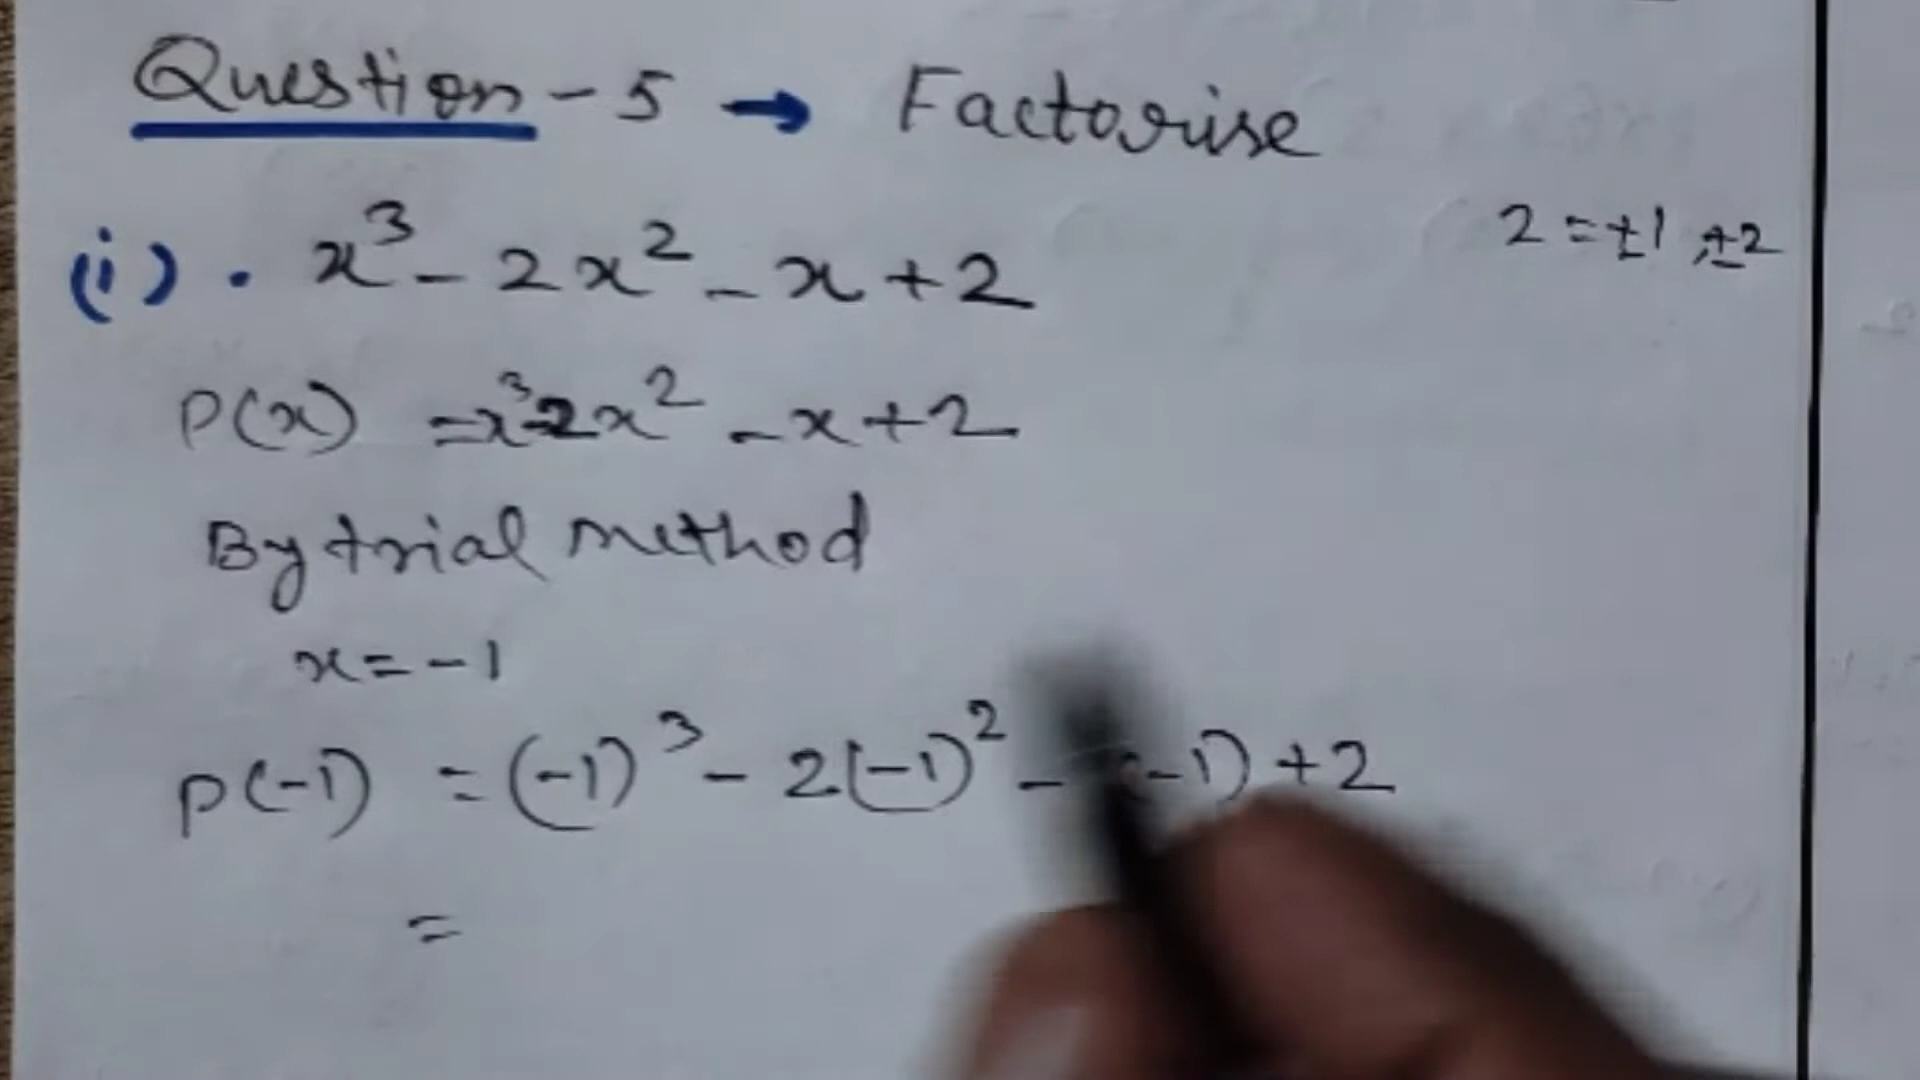 Question - 5 → Factorise
2 = ±1, ±2
(i). x³ - 2x² - x + 2
P(x) = x³-2x² - x + 2
By trial method
x = -1
P(-1) = (-1)³ - 2(-1)² - (-1) + 2
=